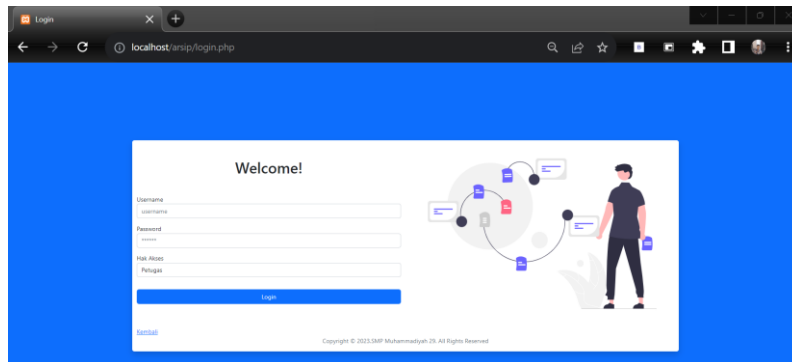 Login
localhost/arsip/login.php
Welcome!
Username
username
Password
Hak Akses
Petugas
Login
Kembali
Copyright © 2023.SMP Muhammadiyah 29. All Rights Reserved